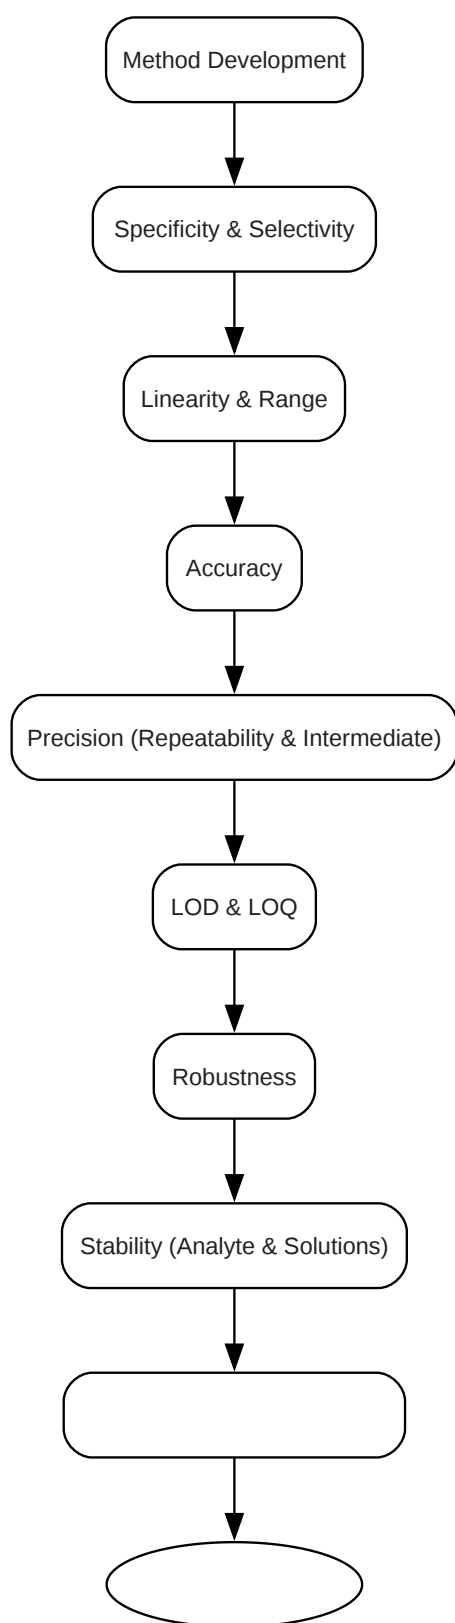 Method Development
Specificity & Selectivity
Linearity & Range
Accuracy
Precision (Repeatability & Intermediate)
LOD & LOQ
Robustness
Stability (Analyte & Solutions)